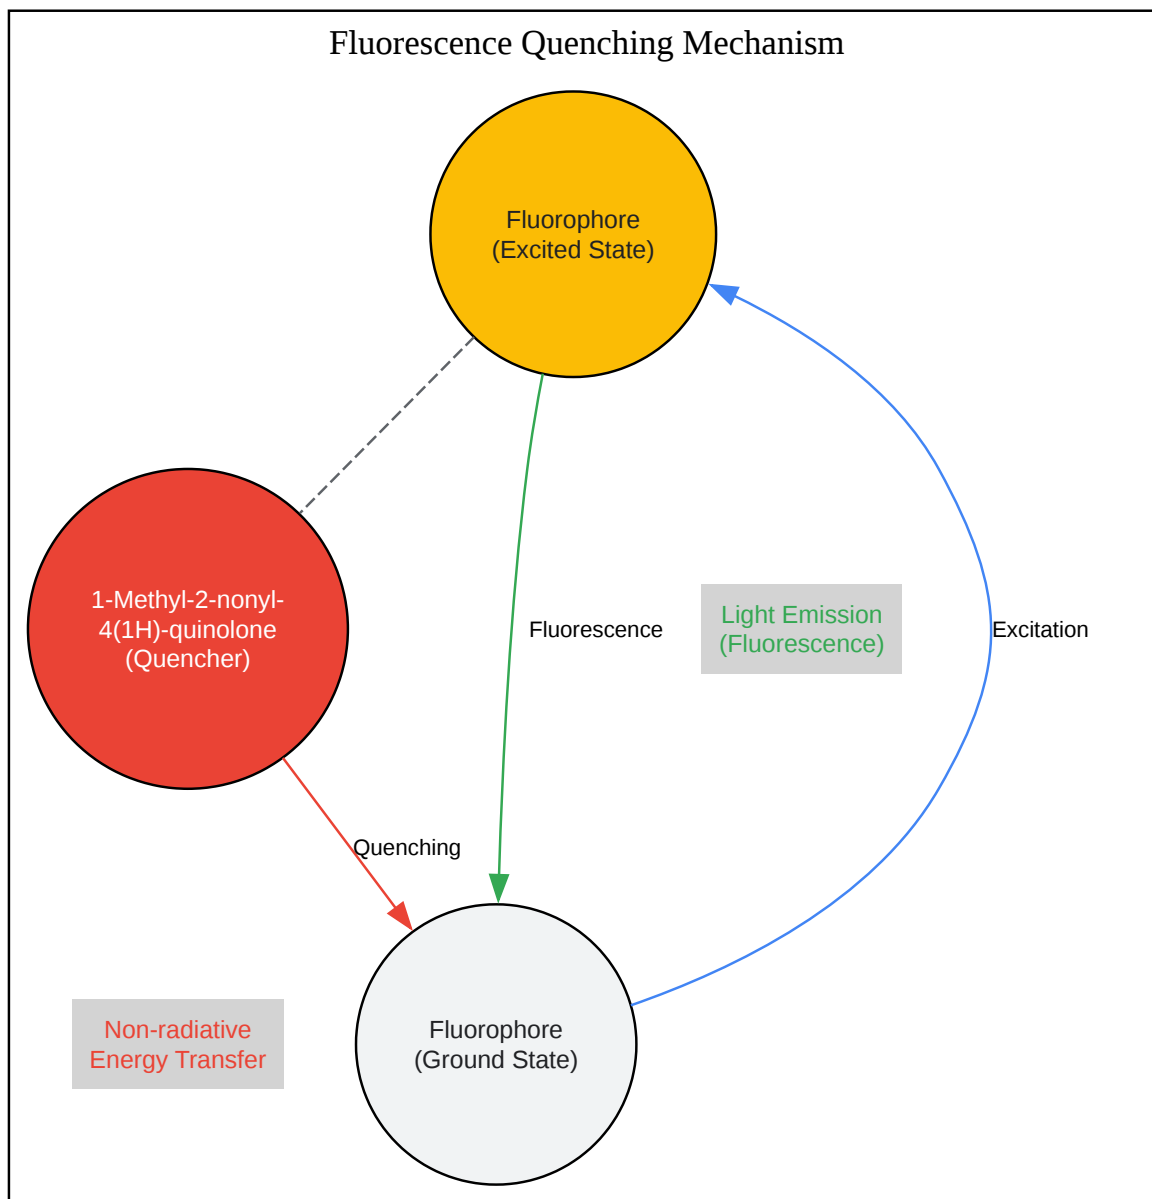 Fluorescence Quenching Mechanism
Fluorophore
(Excited State)
1-Methyl-2-nonyl-
4(1H)-quinolone
(Quencher)
Fluorescence
Light Emission
(Fluorescence)
Excitation
Quenching
Non-radiative
Energy Transfer
Fluorophore
(Ground State)